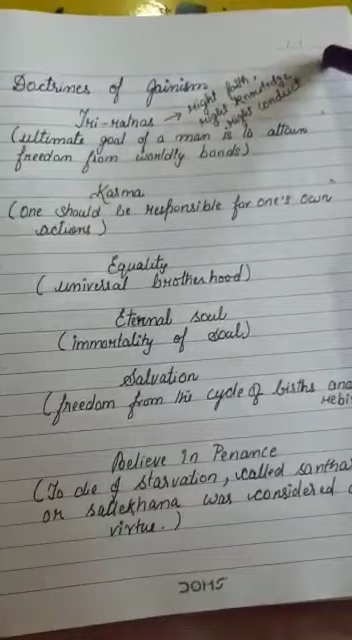 Doctrines of Jainism
Tri-ratnas → right faith,
right knowledge
right conduct
(ultimate goal of a man is to attain
freedom from worldly bonds)
Karma
(one should be responsible for one's own
actions)
Equality
(universal brotherhood)
Eternal soul
(immortality of soul)
Salvation
(freedom from the cycle of births and
rebi
Believe in Penance
(To die of starvation, called santha
or sallekhana was considered a
virtue.)